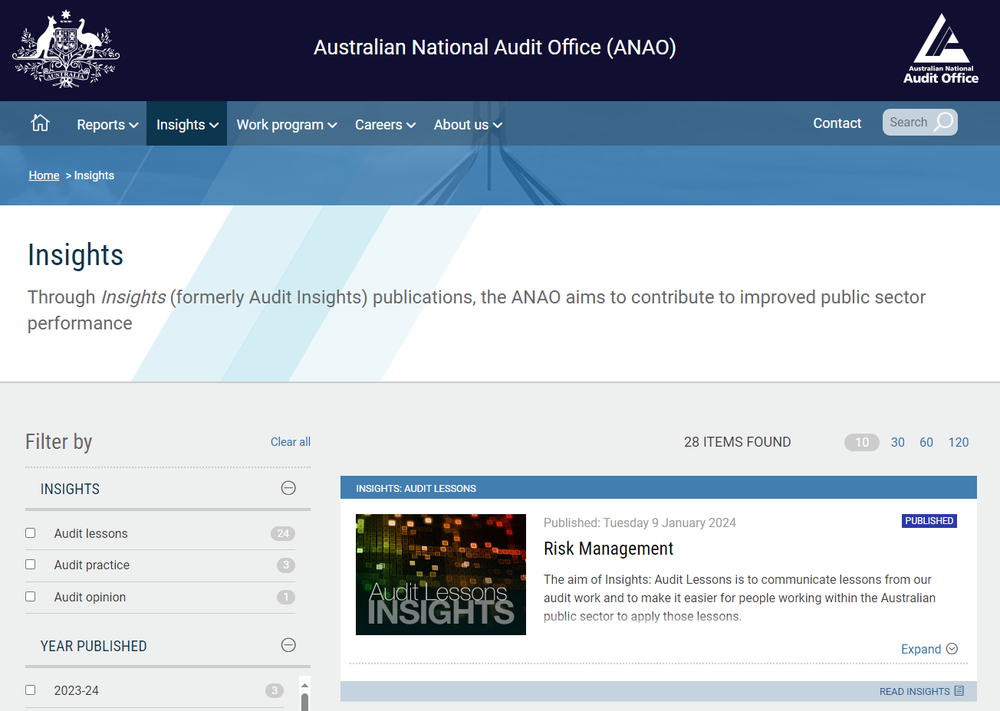 AUSTRALIA
Australian National Audit Office (ANAO)
Australian National
Audit Office
Reports
Insights
Work program
Careers
About us
Contact
Search
Home > Insights
Insights
Through Insights (formerly Audit Insights) publications, the ANAO aims to contribute to improved public sector
performance
Filter by
Clear all
28 ITEMS FOUND
10 30 60 120
INSIGHTS
Audit lessons 24
Audit practice 3
Audit opinion 1
YEAR PUBLISHED
2023-24 3
INSIGHTS: AUDIT LESSONS
Audit Lessons
INSIGHTS
Published: Tuesday 9 January 2024
PUBLISHED
Risk Management
The aim of Insights: Audit Lessons is to communicate lessons from our
audit work and to make it easier for people working within the Australian
public sector to apply those lessons.
Expand
READ INSIGHTS